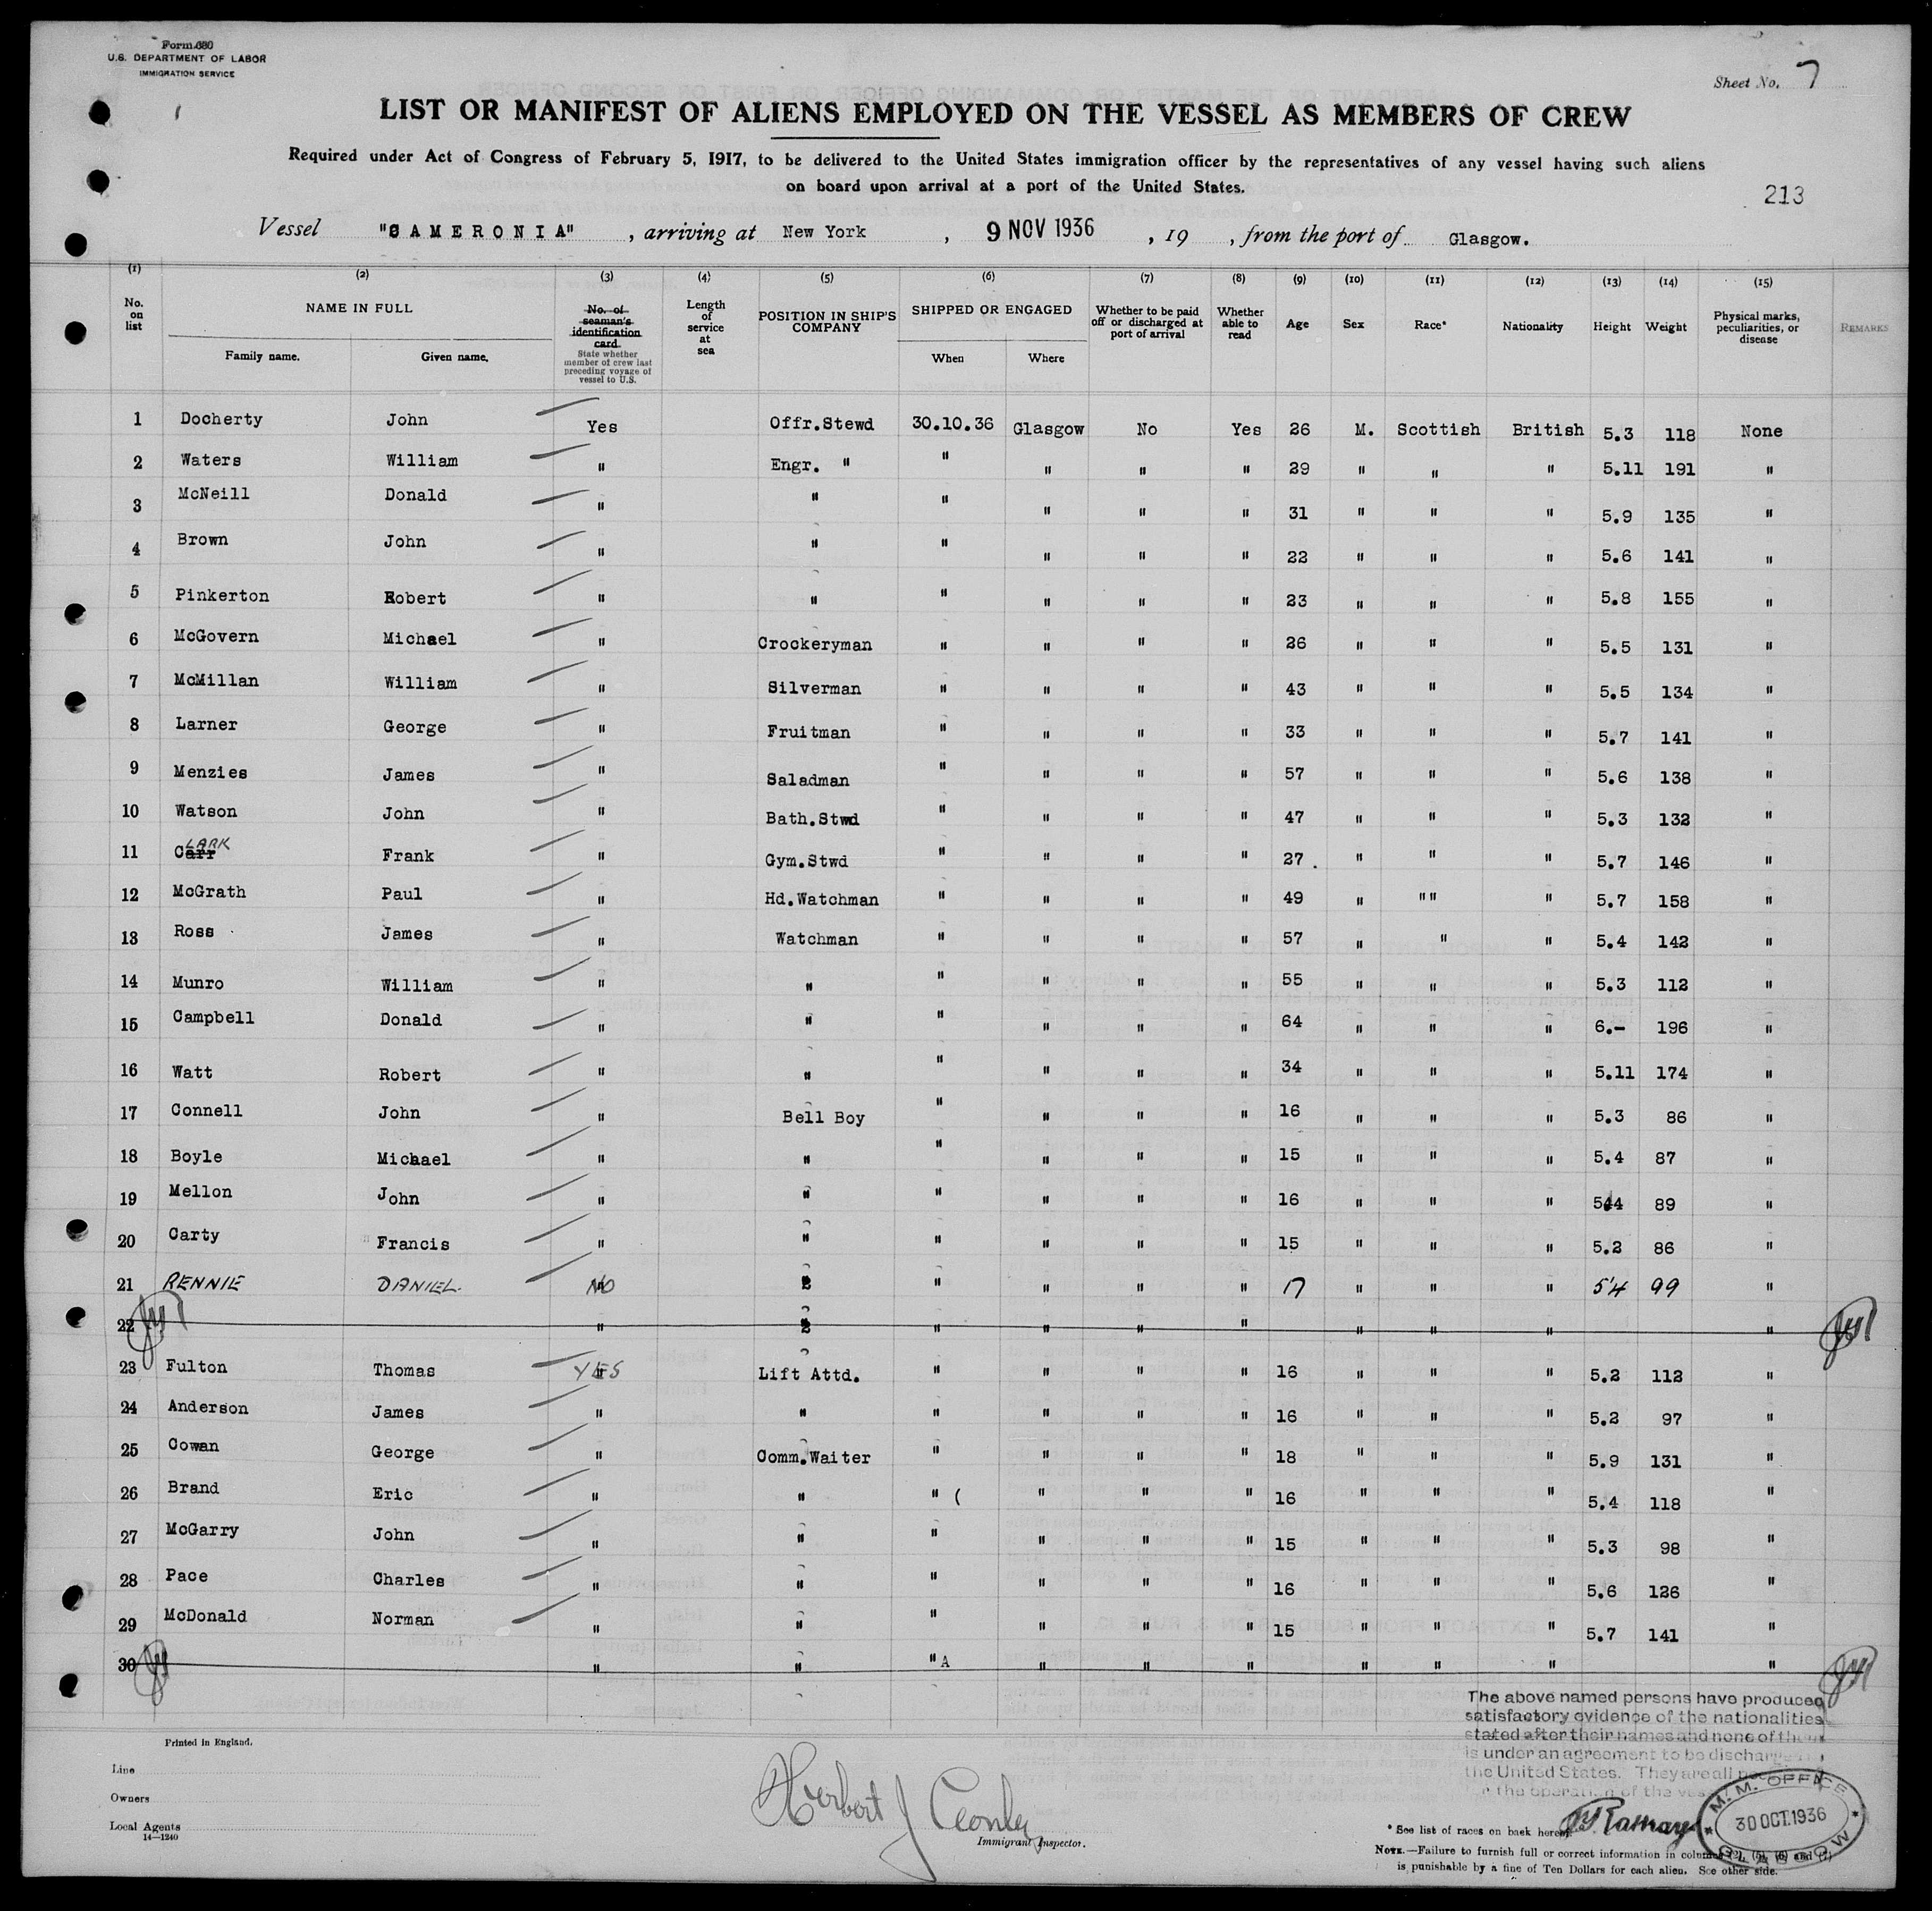 Form 680
U.S. DEPARTMENT OF LABOR
IMMIGRATION SERVICE
Sheet No. 7
LIST OR MANIFEST OF ALIENS EMPLOYED ON THE VESSEL AS MEMBERS OF CREW
Required under Act of Congress of February 5, 1917, to be delivered to the United States immigration officer by the representatives of any vessel having such aliens
on board upon arrival at a port of the United States.
213
Vessel "CAMERONIA" , arriving at New York , 9 NOV 1936 , 19 , from the port of Glasgow.
(1) (2) (3) (4) (5) (6) (7) (8) (9) (10) (11) (12) (13) (14) (15)
No. on list NAME IN FULL Family name. Given name. No. of seaman's identification card State whether member of crew last preceding voyage of vessel to U.S. Length of service at sea POSITION IN SHIP'S COMPANY SHIPPED OR ENGAGED When Where Whether to be paid off or discharged at port of arrival Whether able to read Age Sex Race* Nationality Height Weight Physical marks, peculiarities, or disease REMARKS
1 Docherty John Yes Offr.Stewd 30.10.36 Glasgow No Yes 26 M. Scottish British 5.3 118 None
2 Waters William " Engr. " " " " " 29 " " " 5.11 191 "
3 McNeill Donald " " " " " " 31 " " " 5.9 135 "
4 Brown John " " " " " " 22 " " " 5.6 141 "
5 Pinkerton Robert " " " " " " 23 " " " 5.8 155 "
6 McGovern Michael " Crockeryman " " " " 26 " " " 5.5 131 "
7 McMillan William " Silverman " " " " 43 " " " 5.5 134 "
8 Larner George " Fruitman " " " " 33 " " " 5.7 141 "
9 Menzies James " Saladman " " " " 57 " " " 5.6 138 "
10 Watson John " Bath.Stwd " " " " 47 " " " 5.3 132 "
11 Carr LARK Frank " Gym.Stwd " " " " 27. " " " 5.7 146 "
12 McGrath Paul " Hd.Watchman " " " " 49 " "" " 5.7 158 "
13 Ross James " Watchman " " " " 57 " " " 5.4 142 "
14 Munro William " " " " " " 55 " " " 5.3 112 "
15 Campbell Donald " " " " " " 64 " " " 6.- 196 "
16 Watt Robert " " " " " " 34 " " " 5.11 174 "
17 Connell John " Bell Boy " " " " 16 " " " 5.3 86 "
18 Boyle Michael " " " " " " 15 " " " 5.4 87 "
19 Mellon John " " " " " " 16 " " " 5.4 89 "
20 Carty Francis " " " " " " 15 " " " 5.2 86 "
21 RENNIE DANIEL. NO " " " " " 17 " " " 5'4 99 "
22 " " " " " " " " " "
23 Fulton Thomas YES Lift Attd. " " " " 16 " " " 5.2 112 "
24 Anderson James " " " " " " 16 " " " 5.2 97 "
25 Cowan George " Comm.Waiter " " " " 18 " " " 5.9 131 "
26 Brand Eric " " " ( " " " 16 " " " 5.4 118 "
27 McGarry John " " " " " " 15 " " " 5.3 98 "
28 Pace Charles " " " " " " 16 " " " 5.6 126 "
29 McDonald Norman " " " " " " 15 " " " 5.7 141 "
30 " " "A " " " " " " "
The above named persons have produced
satisfactory evidence of the nationalities
stated after their names and none of them
is under an agreement to be discharged
the United States. They are all
for the operation of the vessel
Printed in England.
Line
Owners
Local Agents
14—1240
Herbert J
Immigrant Inspector.
Ramsay
M. M. OFFICE
30 OCT.1936
GLASGOW
* See list of races on back hereof.
NOTE.—Failure to furnish full or correct information in columns (2), (5), (6) and (7)
is punishable by a fine of Ten Dollars for each alien. See other side.